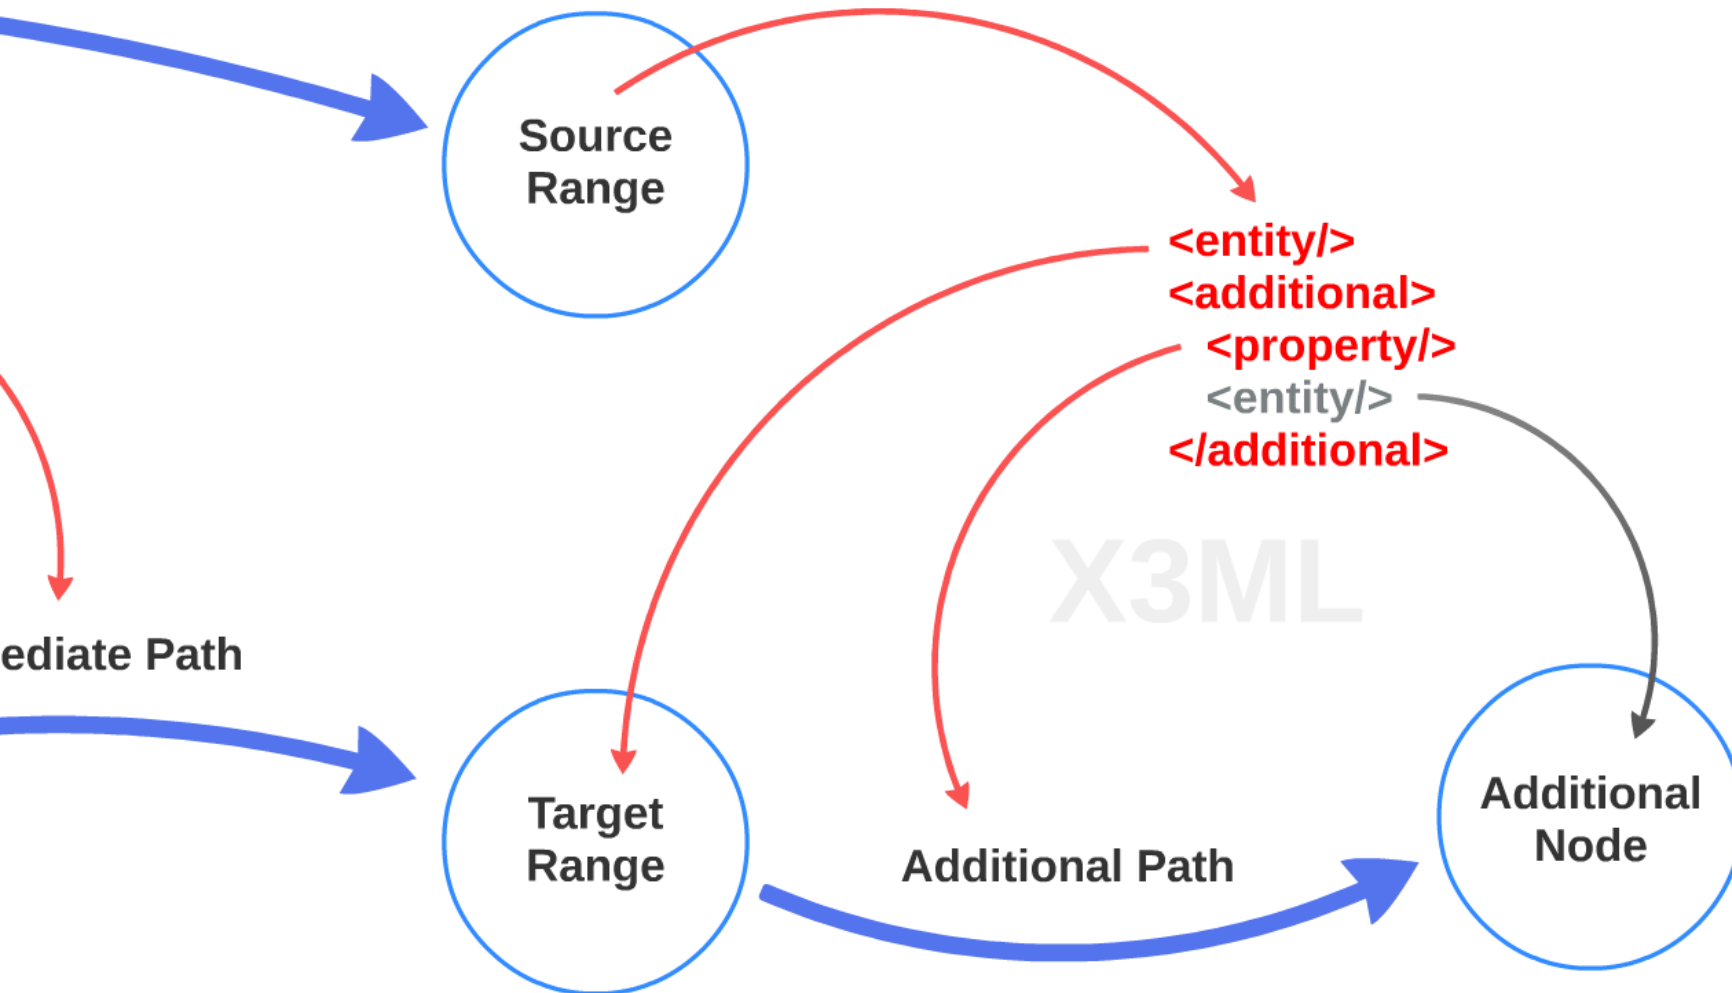 Source
Range
<entity/>
<additional>
<property/>
<entity/>
</additional>
X3ML
ediate Path
Target
Range
Additional Path
Additional
Node